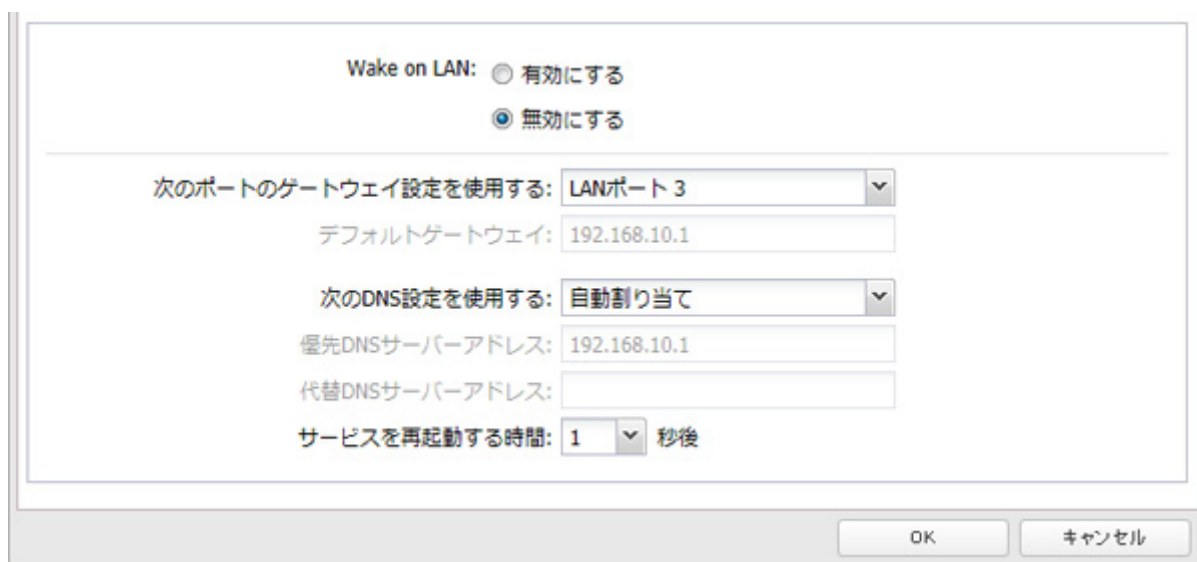 Wake on LAN: 有効にする
無効にする
次のポートのゲートウェイ設定を使用する: LANポート 3
デフォルトゲートウェイ: 192.168.10.1
次のDNS設定を使用する: 自動割り当て
優先DNSサーバーアドレス: 192.168.10.1
代替DNSサーバーアドレス:
サービスを再起動する時間: 1 秒後
OK キャンセル